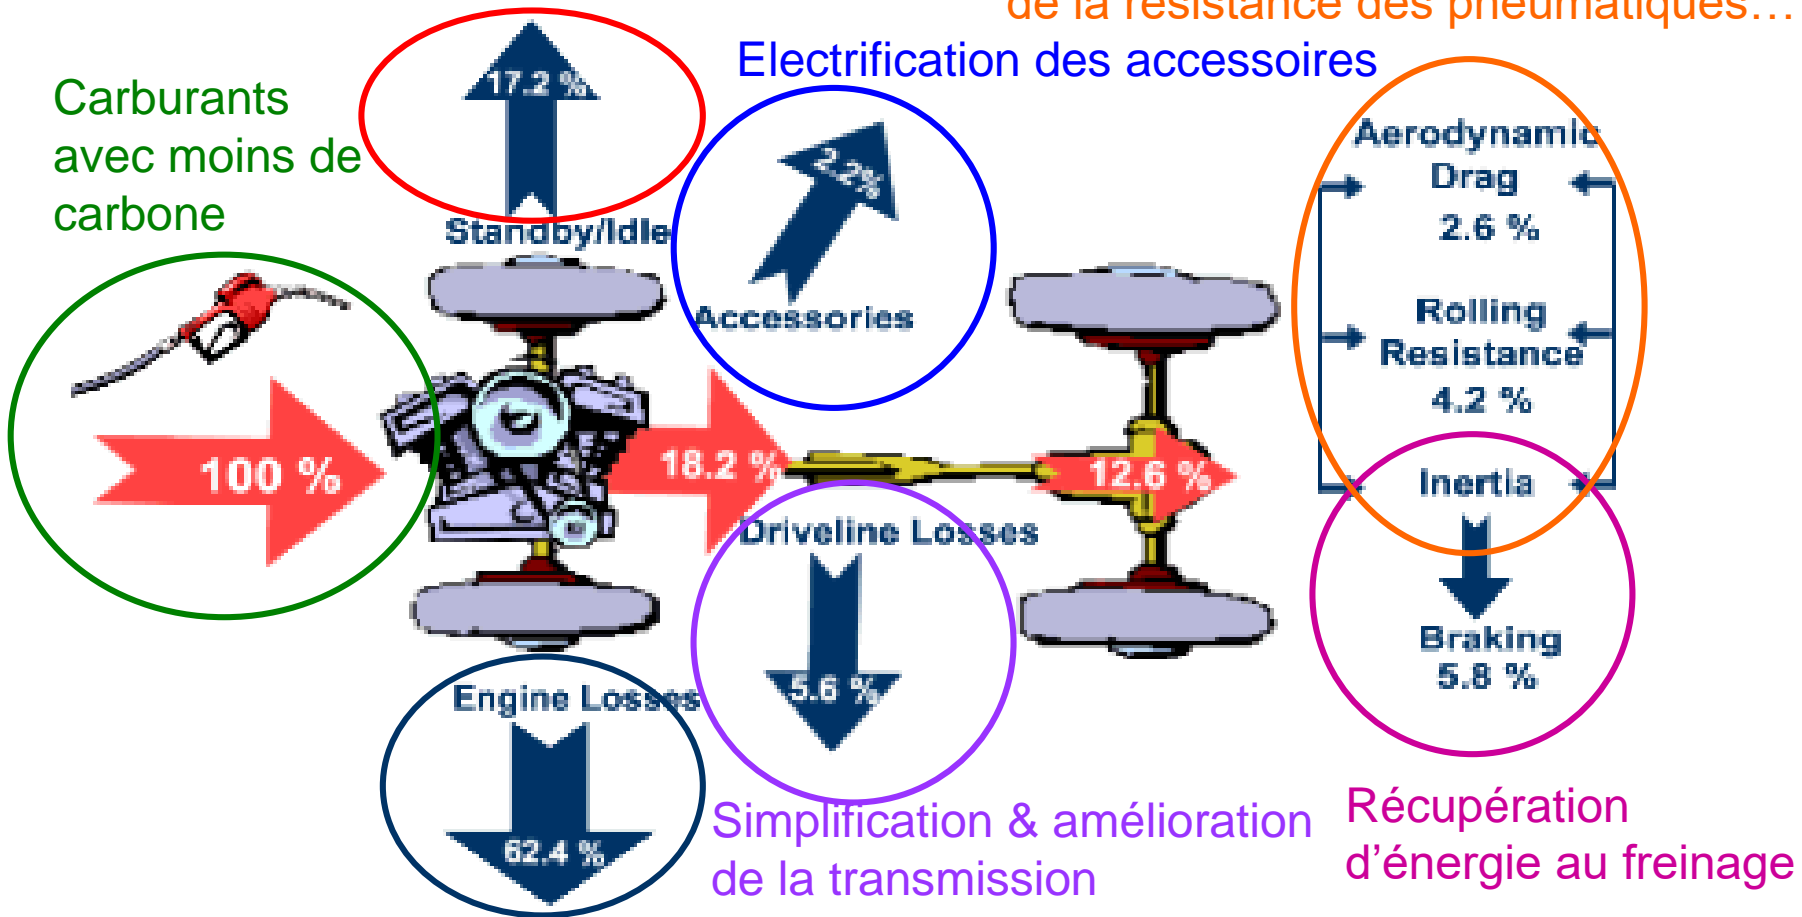 de la résistance des pneumatiques…
Electrification des accessoires
Carburants
avec moins de
carbone
17.2 %
Standby/Idle
2.2%
Accessories
Aerodynamic
Drag
2.6 %
Rolling
Resistance
4.2 %
100 %
18.2 %
12.6 %
Inertia
Driveline Losses
5.6 %
Braking
5.8 %
Engine Losses
62.4 %
Simplification & amélioration
de la transmission
Récupération
d’énergie au freinage